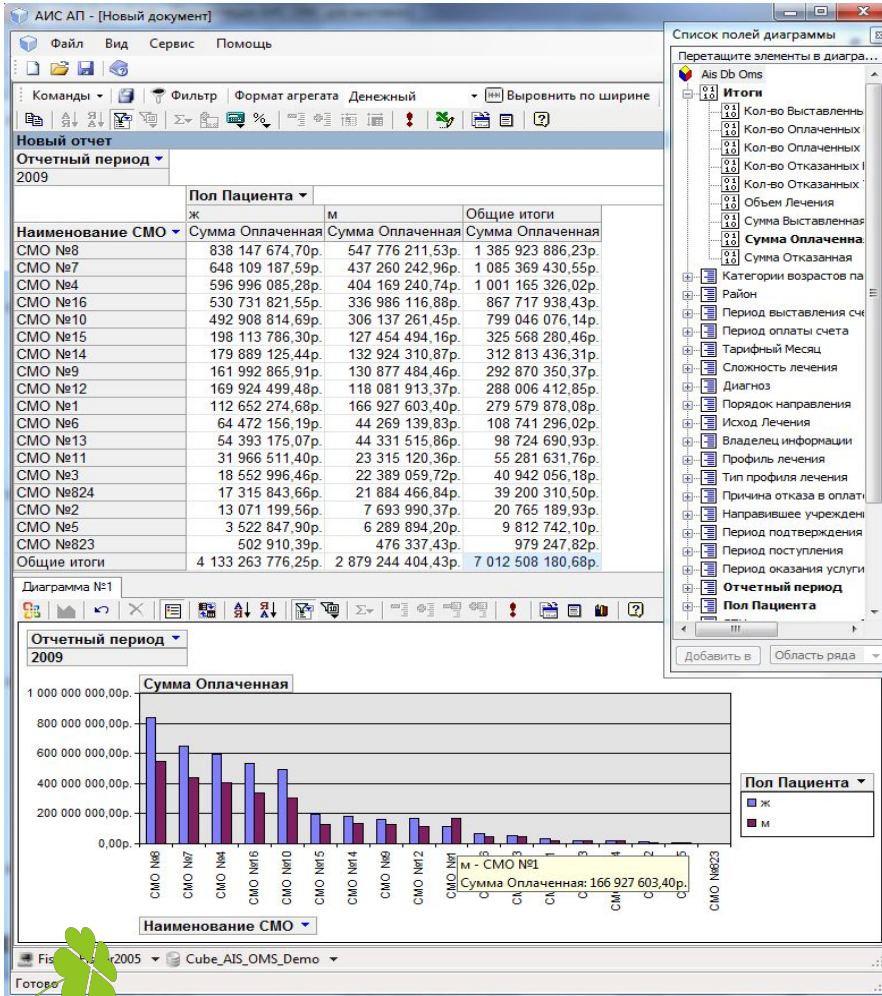 АИС АП - [Новый документ]
Файл Вид Сервис Помощь
Команды Фильтр Формат агрегата Денежный Выровнить по ширине
Новый отчет
Отчетный период
2009
Пол Пациента
ж м Общие итоги
Наименование СМО Сумма Оплаченная Сумма Оплаченная Сумма Оплаченная
СМО №8 838 147 674,70р. 547 776 211,53р. 1 385 923 886,23р.
СМО №7 648 109 187,59р. 437 260 242,96р. 1 085 369 430,55р.
СМО №4 596 996 085,28р. 404 169 240,74р. 1 001 165 326,02р.
СМО №16 530 731 821,55р. 336 986 116,88р. 867 717 938,43р.
СМО №10 492 908 814,69р. 306 137 261,45р. 799 046 076,14р.
СМО №15 198 113 786,30р. 127 454 494,16р. 325 568 280,46р.
СМО №14 179 889 125,44р. 132 924 310,87р. 312 813 436,31р.
СМО №9 161 992 865,91р. 130 877 484,46р. 292 870 350,37р.
СМО №12 169 924 499,48р. 118 081 913,37р. 288 006 412,85р.
СМО №1 112 652 274,68р. 166 927 603,40р. 279 579 878,08р.
СМО №6 64 472 156,19р. 44 269 139,83р. 108 741 296,02р.
СМО №13 54 393 175,07р. 44 331 515,86р. 98 724 690,93р.
СМО №11 31 966 511,40р. 23 315 120,36р. 55 281 631,76р.
СМО №3 18 552 996,46р. 22 389 059,72р. 40 942 056,18р.
СМО №824 17 315 843,66р. 21 884 466,84р. 39 200 310,50р.
СМО №2 13 071 199,56р. 7 693 990,37р. 20 765 189,93р.
СМО №5 3 522 847,90р. 6 289 894,20р. 9 812 742,10р.
СМО №823 502 910,39р. 476 337,43р. 979 247,82р.
Общие итоги 4 133 263 776,25р. 2 879 244 404,43р. 7 012 508 180,68р.
Список полей диаграммы
Перетащите элементы в диагра...
Ais Db Oms
Итоги
Кол-во Выставленны
Кол-во Оплаченных
Кол-во Оплаченных
Кол-во Отказанных
Кол-во Отказанных
Объем Лечения
Сумма Выставленная
Сумма Оплаченна
Сумма Отказанная
Категории возрастов па
Район
Период выставления сче
Период оплаты счета
Тарифный Месяц
Сложность лечения
Диагноз
Порядок направления
Исход Лечения
Владелец информации
Профиль лечения
Тип профиля лечения
Причина отказа в оплат
Направившее учрежден
Период подтверждения
Период поступления
Период оказания услуги
Отчетный период
Пол Пациента
Добавить в Область ряда
Диаграмма №1
Отчетный период
2009
Сумма Оплаченная
1 000 000 000,00р.
800 000 000,00р.
600 000 000,00р.
400 000 000,00р.
200 000 000,00р.
0,00р.
СМО №8 СМО №7 СМО №4 СМО №16 СМО №10 СМО №15 СМО №14 СМО №9 СМО №12 СМО №1 СМО №823
м - СМО №1
Сумма Оплаченная: 166 927 603,40р.
Пол Пациента
ж
м
Наименование СМО
Cube_AIS_OMS_Demo
Готово